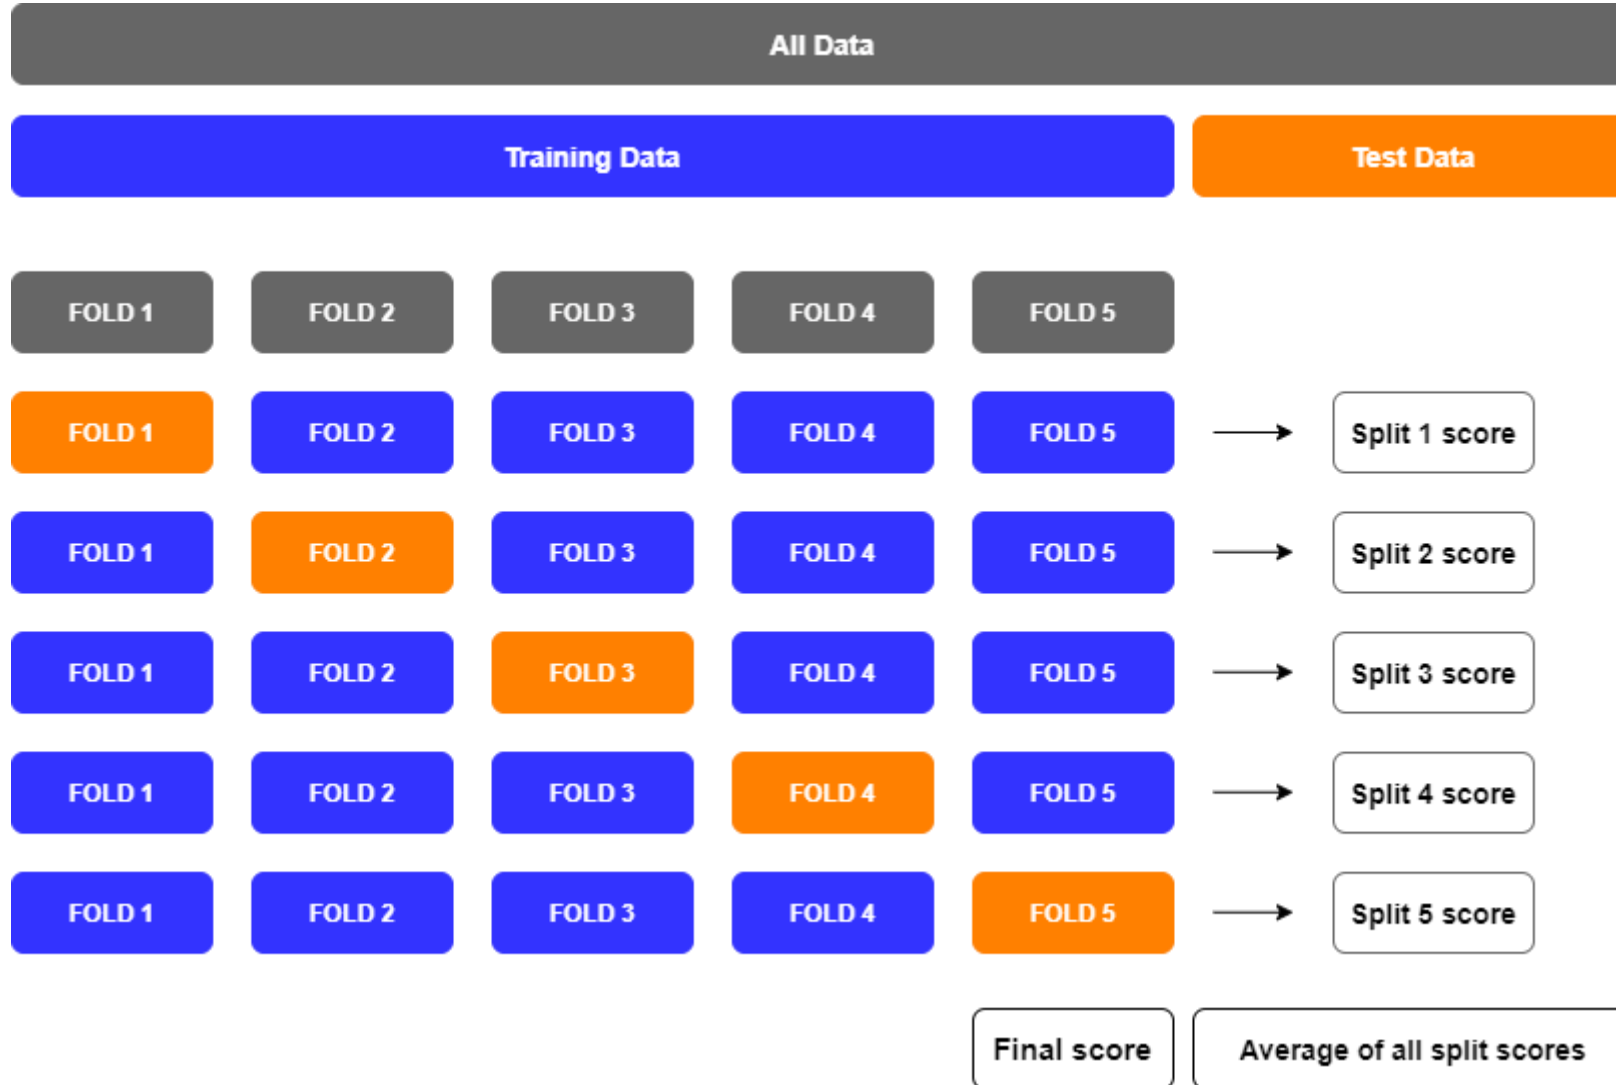 All Data
Training Data Test Data
FOLD 1 FOLD 2 FOLD 3 FOLD 4 FOLD 5
FOLD 1 FOLD 2 FOLD 3 FOLD 4 FOLD 5 Split 1 score
FOLD 1 FOLD 2 FOLD 3 FOLD 4 FOLD 5 Split 2 score
FOLD 1 FOLD 2 FOLD 3 FOLD 4 FOLD 5 Split 3 score
FOLD 1 FOLD 2 FOLD 3 FOLD 4 FOLD 5 Split 4 score
FOLD 1 FOLD 2 FOLD 3 FOLD 4 FOLD 5 Split 5 score
Final score Average of all split scores